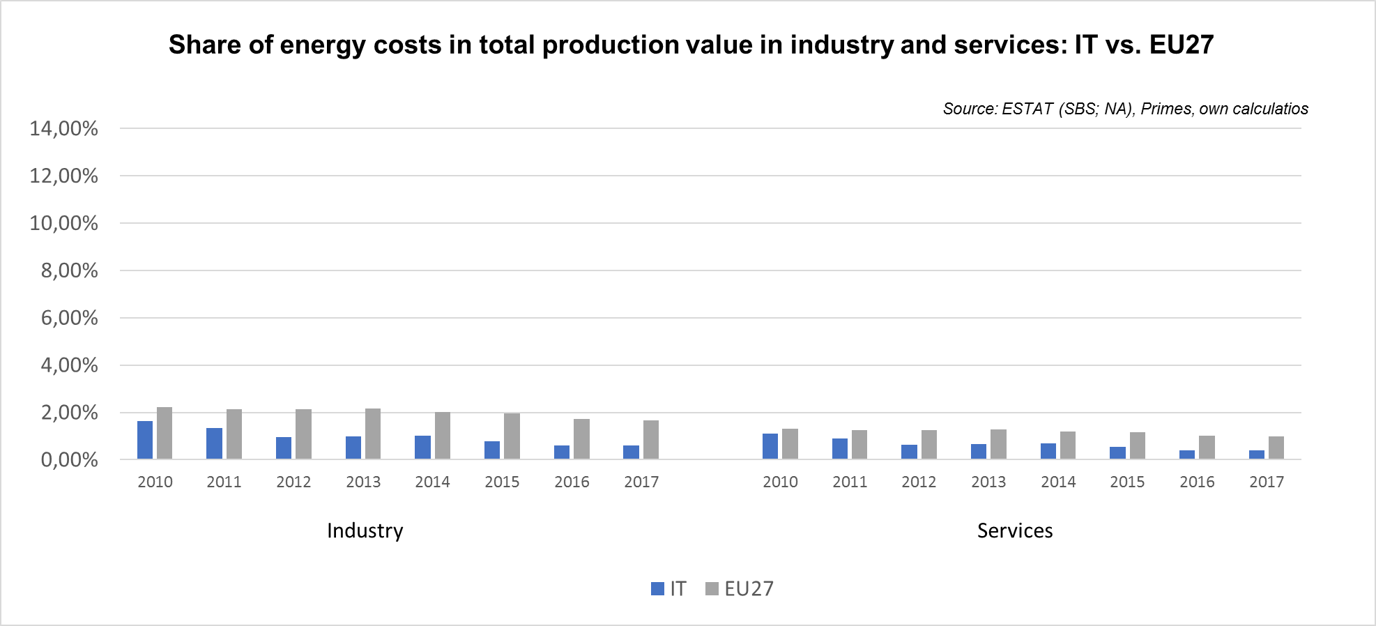 Share of energy costs in total production value in industry and services: IT vs. EU27
Source: ESTAT (SBS; NA), Primes, own calculatios
14,00%
12,00%
10,00%
8,00%
6,00%
4,00%
2,00%
0,00%
2010 2011 2012 2013 2014 2015 2016 2017 2010 2011 2012 2013 2014 2015 2016 2017
Industry Services
IT EU27